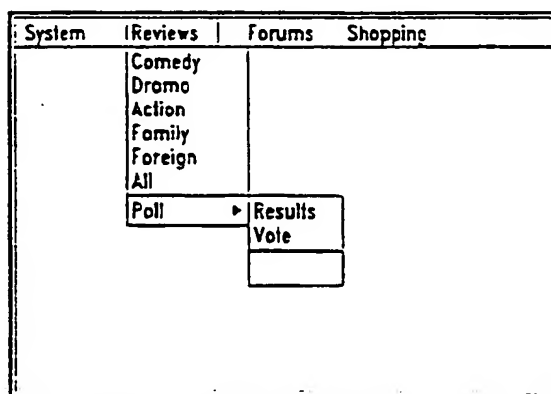 System Reviews Forums Shopping
Comedy
Drama
Action
Family
Foreign
All
Poll ▸ Results
Vote